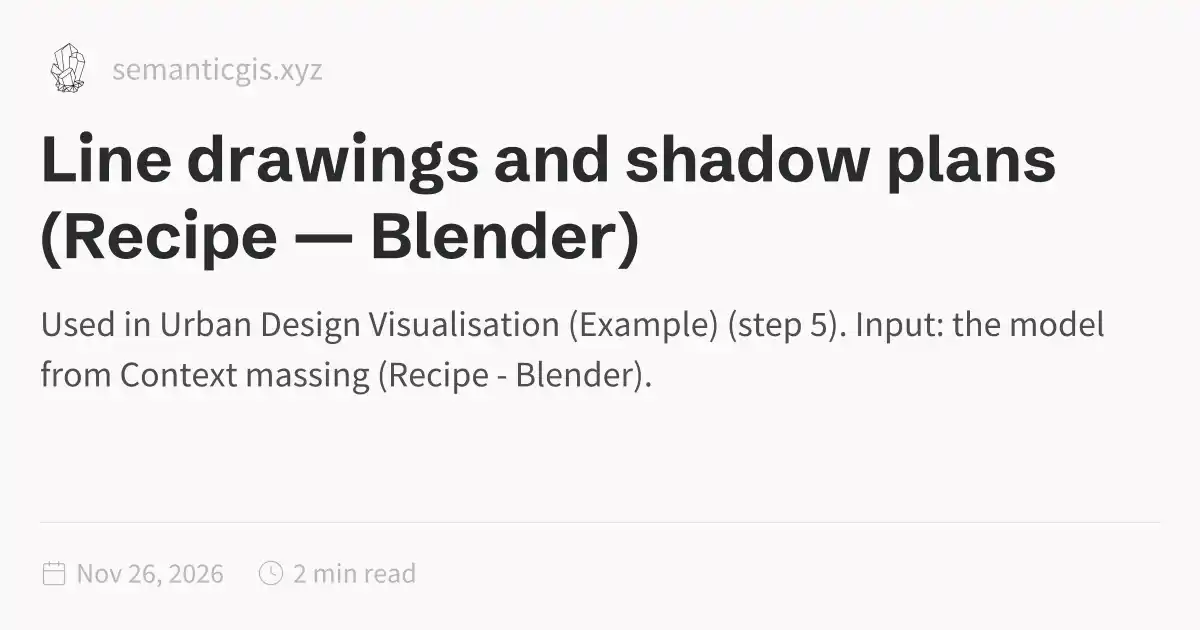 semanticgis.xyz
Line drawings and shadow plans
(Recipe — Blender)
Used in Urban Design Visualisation (Example) (step 5). Input: the model
from Context massing (Recipe - Blender).
Nov 26, 2026 2 min read